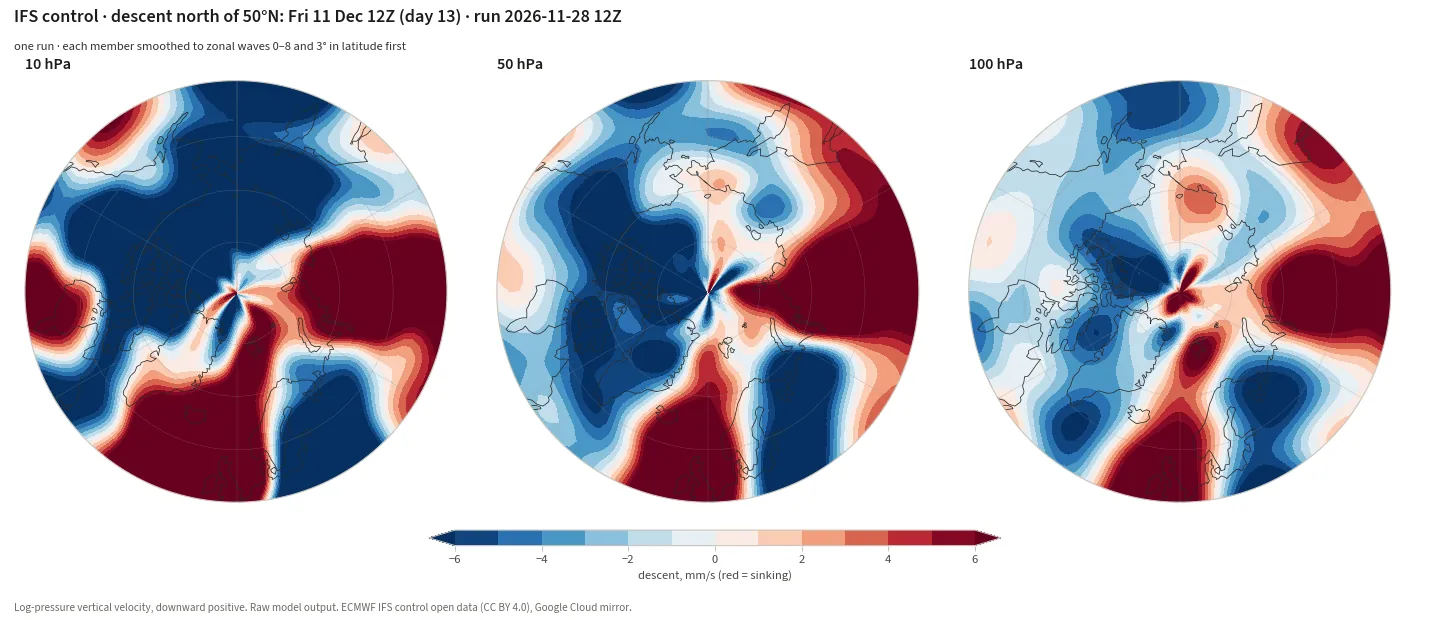 IFS control · descent north of 50°N: Fri 11 Dec 12Z (day 13) · run 2026-11-28 12Z
one run · each member smoothed to zonal waves 0–8 and 3° in latitude first
10 hPa
50 hPa
100 hPa
−6 −4 −2 0 2 4 6
descent, mm/s (red = sinking)
Log-pressure vertical velocity, downward positive. Raw model output. ECMWF IFS control open data (CC BY 4.0), Google Cloud mirror.